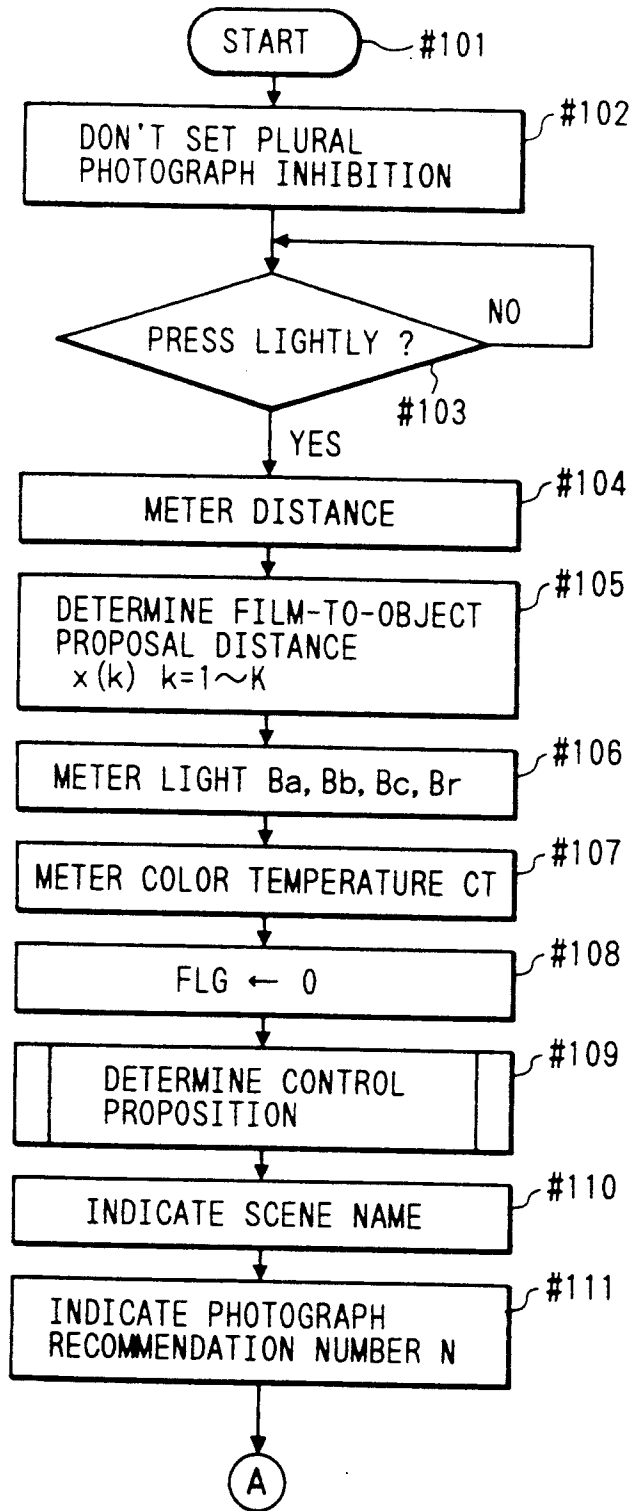 START
#101
#102
DON'T SET PLURAL
PHOTOGRAPH INHIBITION
PRESS LIGHTLY ?
NO
#103
YES
#104
METER DISTANCE
#105
DETERMINE FILM-TO-OBJECT
PROPOSAL DISTANCE
x(k) k=1~K
#106
METER LIGHT Ba, Bb, Bc, Br
#107
METER COLOR TEMPERATURE CT
#108
FLG ← 0
#109
DETERMINE CONTROL
PROPOSITION
#110
INDICATE SCENE NAME
#111
INDICATE PHOTOGRAPH
RECOMMENDATION NUMBER N
A